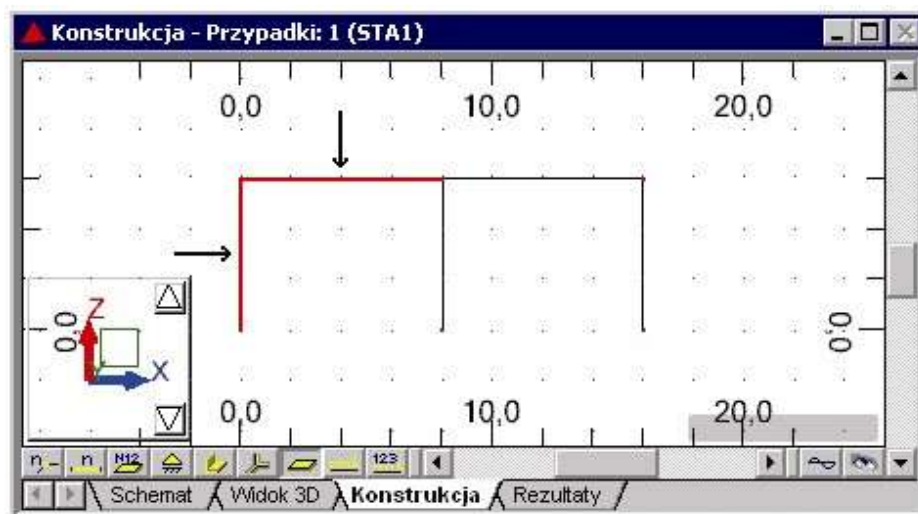 Konstrukcja - Przypadki: 1 (STA1)
0,0 10,0 20,0
0,0 Z X Y 0,0
0,0 10,0 20,0
n n N12 123
Schemat Widok 3D Konstrukcja Rezultaty